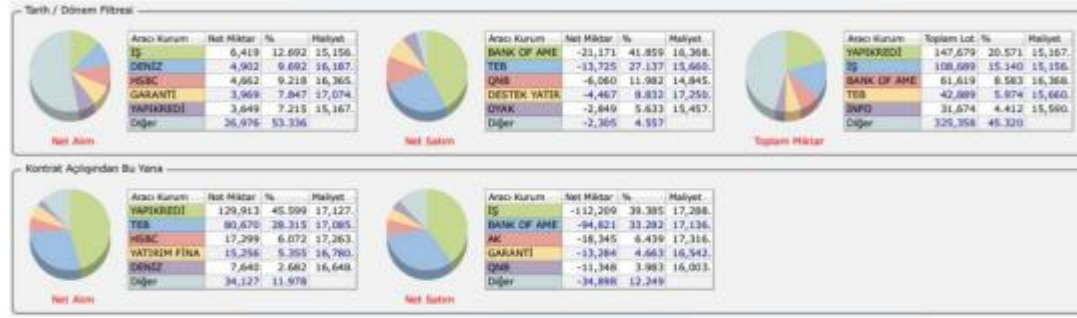 Tarih / Dönem Filtresi
Aracı Kurum Net Miktar % Maliyet
İŞ 6,419 12.692 15,156.
DENİZ 4,902 9.692 16,187.
HSBC 4,662 9.218 16,365.
GARANTİ 3,969 7.847 17,074.
YAPIKREDİ 3,649 7.215 15,167.
Diğer 26,976 53.336
Net Alım
Aracı Kurum Net Miktar % Maliyet
BANK OF AME -21,171 41.859 16,368.
TEB -13,725 27.137 15,660.
QNB -6,060 11.982 14,845.
DESTEK YATIR -4,467 8.832 17,250.
OYAK -2,849 5.633 15,457.
Diğer -2,305 4.557
Net Satım
Aracı Kurum Toplam Lot % Maliyet
YAPIKREDİ 147,679 20.571 15,167.
İŞ 108,689 15.140 15,156.
BANK OF AME 61,619 8.583 16,368.
TEB 42,889 5.974 15,660.
INFO 31,674 4.412 15,590.
Diğer 325,358 45.320
Toplam Miktar
Kontrat Açılışından Bu Yana
Aracı Kurum Net Miktar % Maliyet
YAPIKREDİ 129,913 45.599 17,127.
TEB 80,670 28.315 17,085.
HSBC 17,299 6.072 17,263.
YATIRIM FİNA 15,256 5.355 16,780.
DENİZ 7,640 2.682 16,648.
Diğer 34,127 11.978
Net Alım
Aracı Kurum Net Miktar % Maliyet
İŞ -112,209 39.385 17,288.
BANK OF AME -94,821 33.282 17,136.
AK -18,345 6.439 17,316.
GARANTİ -13,284 4.663 16,542.
QNB -11,348 3.983 16,003.
Diğer -34,898 12.249
Net Satım